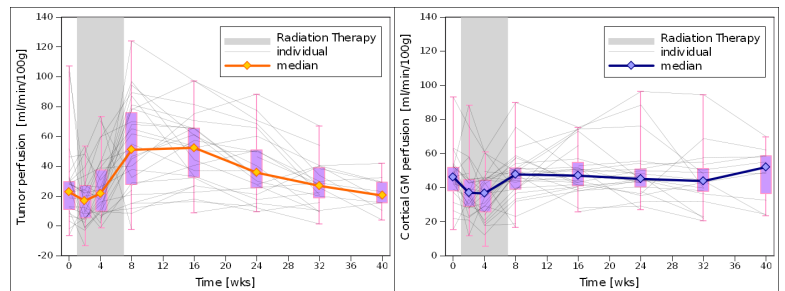 140
120
100
80
60
40
20
0
-20
Tumor perfusion [ml/min/100g]
Radiation Therapy
individual
median
0 4 8 12 16 20 24 28 32 36 40
Time [wks]
140
120
100
80
60
40
20
0
Cortical GM perfusion [ml/min/100g]
Radiation Therapy
individual
median
0 4 8 12 16 20 24 28 32 36 40
Time [wks]